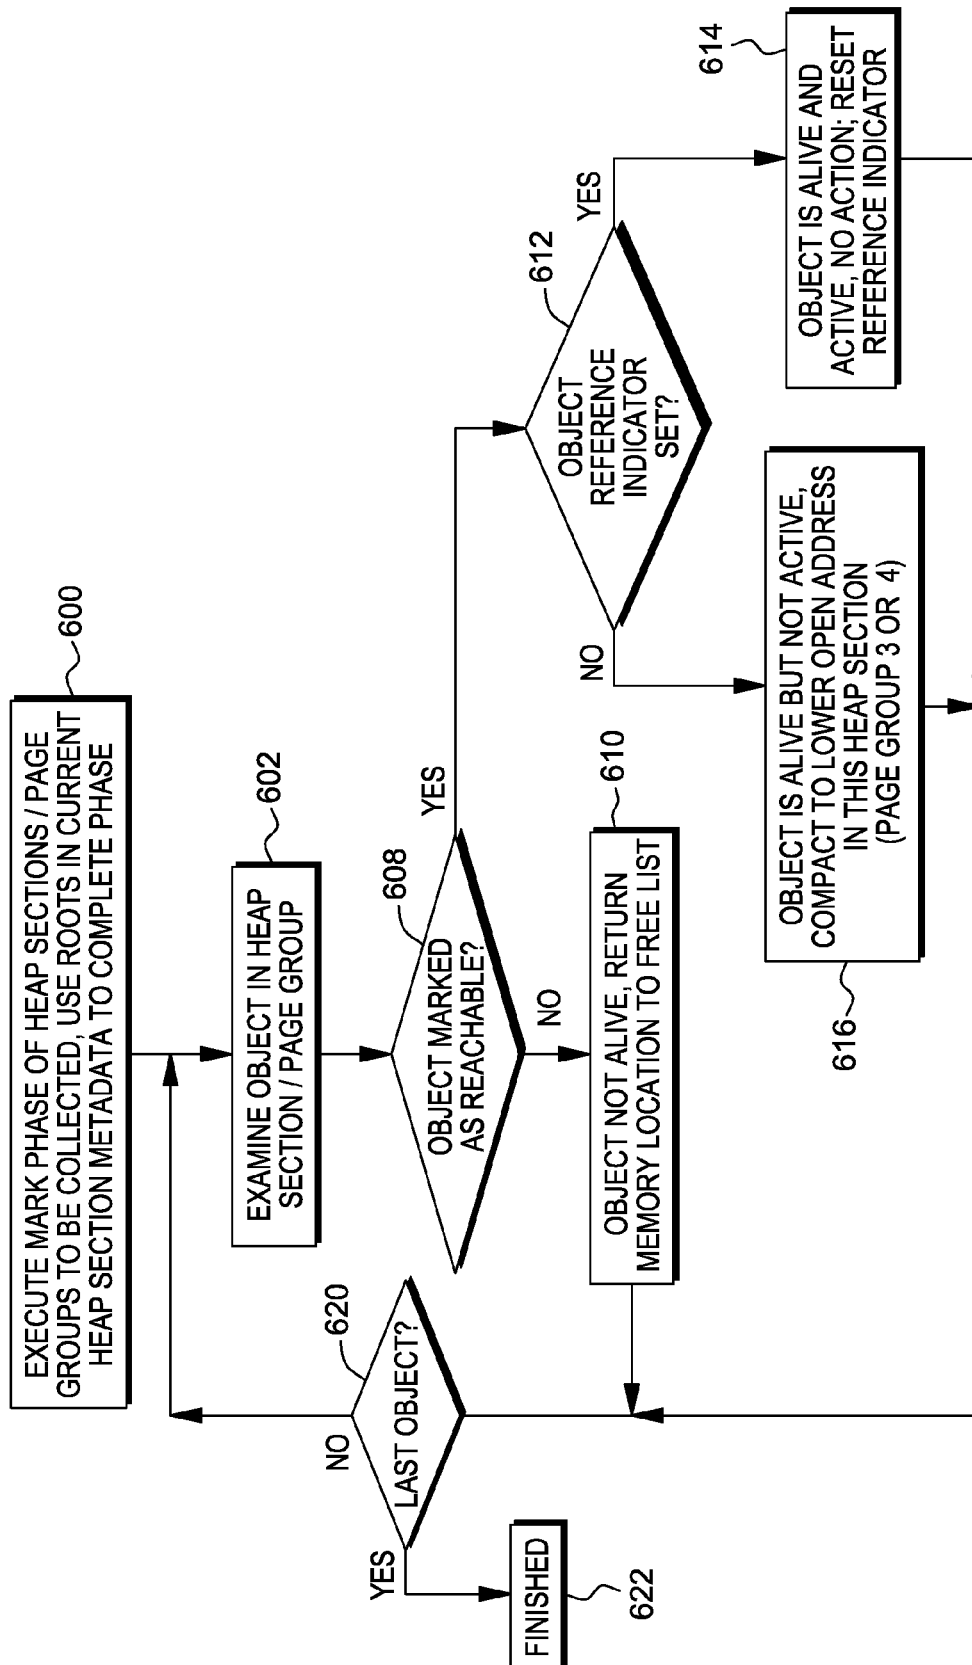 EXECUTE MARK PHASE OF HEAP SECTIONS / PAGE
GROUPS TO BE COLLECTED, USE ROOTS IN CURRENT
HEAP SECTION METADATA TO COMPLETE PHASE
600
EXAMINE OBJECT IN HEAP
SECTION / PAGE GROUP
602
OBJECT MARKED
AS REACHABLE?
608
YES
NO
OBJECT NOT ALIVE, RETURN
MEMORY LOCATION TO FREE LIST
610
OBJECT
REFERENCE
INDICATOR
SET?
612
YES
NO
OBJECT IS ALIVE AND
ACTIVE, NO ACTION; RESET
REFERENCE INDICATOR
614
OBJECT IS ALIVE BUT NOT ACTIVE,
COMPACT TO LOWER OPEN ADDRESS
IN THIS HEAP SECTION
(PAGE GROUP 3 OR 4)
616
LAST OBJECT?
620
NO
YES
FINISHED
622